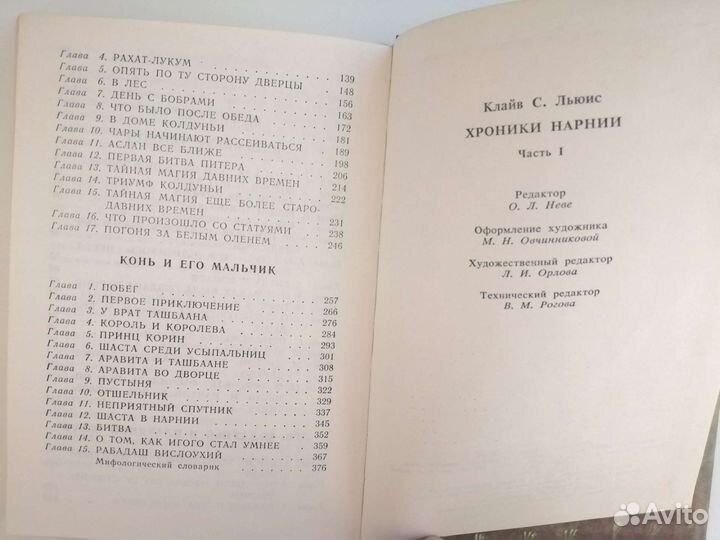 Глава 4. РАХАТ-ЛУКУМ . . . . . . . . . . 139
Глава 5. ОПЯТЬ ПО ТУ СТОРОНУ ДВЕРЦЫ . . 148
Глава 6. В ЛЕС . . . . . . . . . . 156
Глава 7. ДЕНЬ С БОБРАМИ . . . . . . . . 163
Глава 8. ЧТО БЫЛО ПОСЛЕ ОБЕДА . . . . . 172
Глава 9. В ДОМЕ КОЛДУНЬИ . . . . . . . 181
Глава 10. ЧАРЫ НАЧИНАЮТ РАССЕИВАТЬСЯ . . 189
Глава 11. АСЛАН ВСЕ БЛИЖЕ . . . . . . . 198
Глава 12. ПЕРВАЯ БИТВА ПИТЕРА . . . . . 206
Глава 13. ТАЙНАЯ МАГИЯ ДАВНИХ ВРЕМЕН . . 214
Глава 14. ТРИУМФ КОЛДУНЬИ . . . . . . . 222
Глава 15. ТАЙНАЯ МАГИЯ ЕЩЕ БОЛЕЕ СТАРО-
ДАВНИХ ВРЕМЕН . . . . . . . 231
Глава 16. ЧТО ПРОИЗОШЛО СО СТАТУЯМИ . . 238
Глава 17. ПОГОНЯ ЗА БЕЛЫМ ОЛЕНЕМ . . . . 246
КОНЬ И ЕГО МАЛЬЧИК
Глава 1. ПОБЕГ . . . . . . . . . . 257
Глава 2. ПЕРВОЕ ПРИКЛЮЧЕНИЕ . . . . . . 266
Глава 3. У ВРАТ ТАШБААНА . . . . . . . 276
Глава 4. КОРОЛЬ И КОРОЛЕВА . . . . . . 284
Глава 5. ПРИНЦ КОРИН . . . . . . . . 293
Глава 6. ШАСТА СРЕДИ УСЫПАЛЬНИЦ . . . . 301
Глава 7. АРАВИТА И ТАШБААНЕ . . . . . . 308
Глава 8. АРАВИТА ВО ДВОРЦЕ . . . . . . 315
Глава 9. ПУСТЫНЯ . . . . . . . . . 322
Глава 10. ОТШЕЛЬНИК . . . . . . . . . 329
Глава 11. НЕПРИЯТНЫЙ СПУТНИК . . . . . . 337
Глава 12. ШАСТА В НАРНИИ . . . . . . . 345
Глава 13. БИТВА . . . . . . . . . . 352
Глава 14. О ТОМ, КАК ИГОГО СТАЛ УМНЕЕ . . 359
Глава 15. РАБАДАШ ВИСЛОУХИЙ . . . . . . 367
Мифологический словарик . . . . . . 376
Клайв С. Льюис
ХРОНИКИ НАРНИИ
Часть I
Редактор
О. Л. Неве
Оформление художника
М. Н. Овчинниковой
Художественный редактор
Л. И. Орлова
Технический редактор
В. М. Рогова
Avito